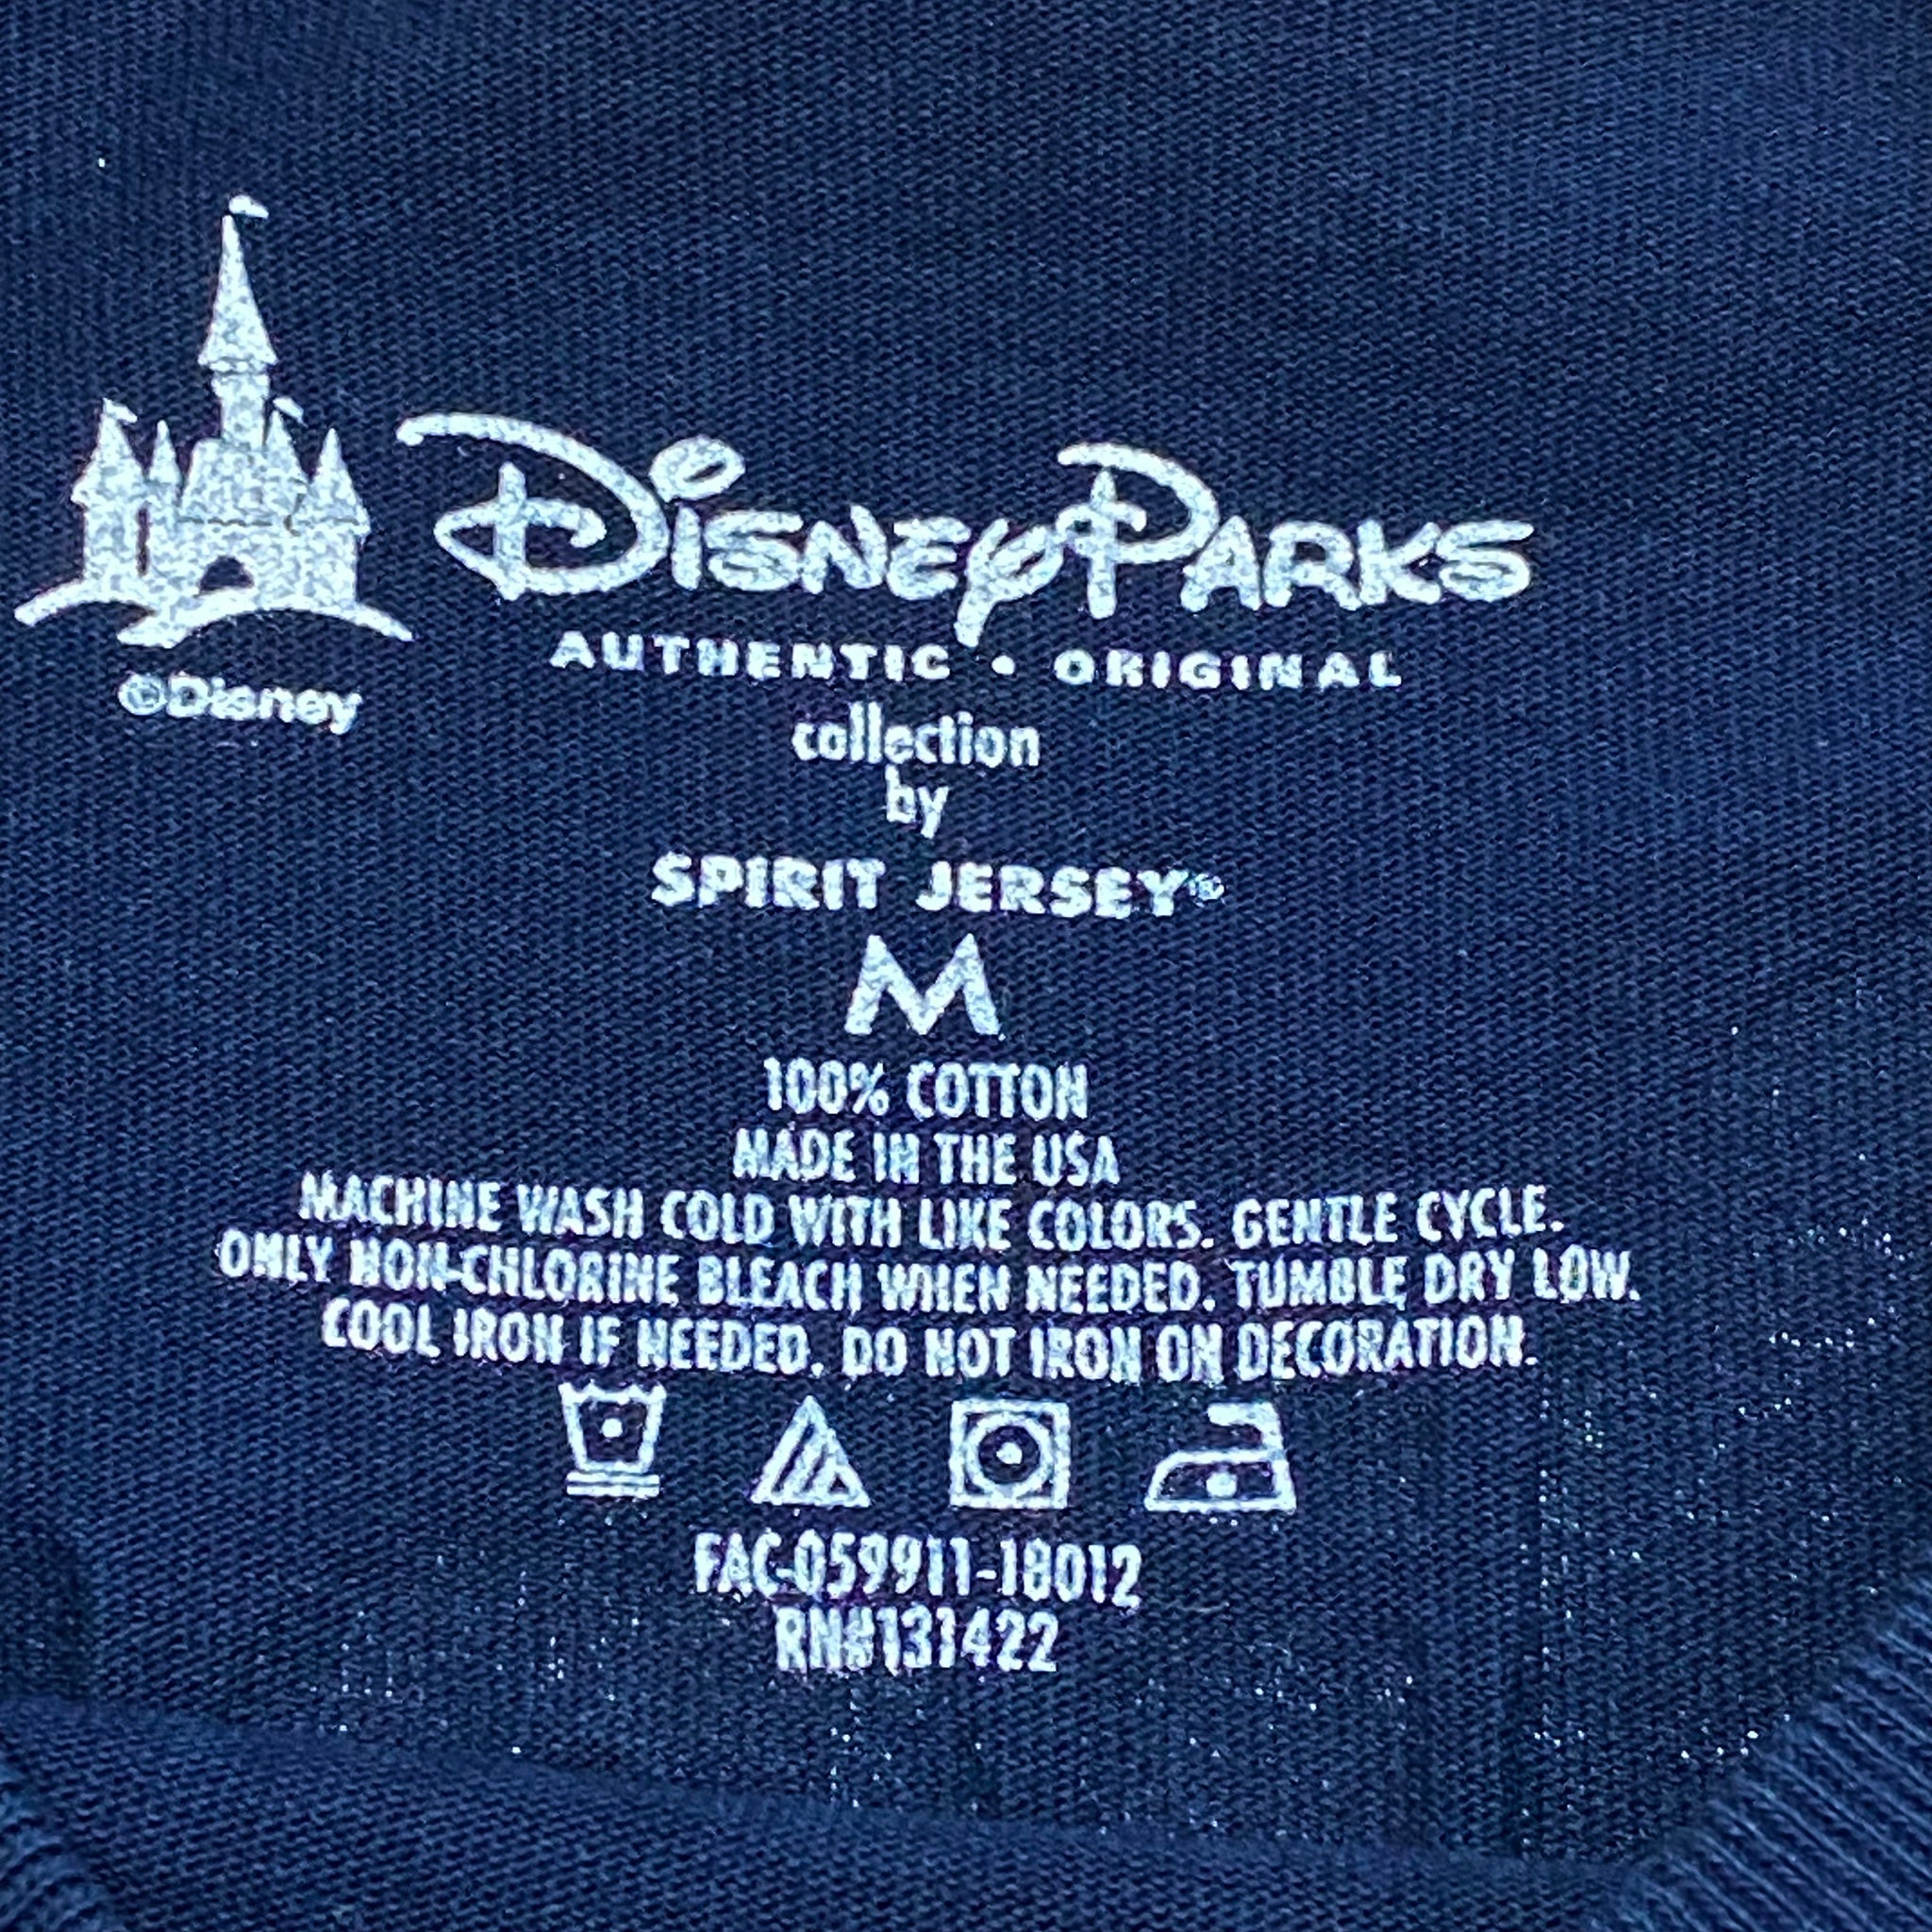 DISNEY PARKS
AUTHENTIC • ORIGINAL
©Disney
collection
by
SPIRIT JERSEY®
M
100% COTTON
MADE IN THE USA
MACHINE WASH COLD WITH LIKE COLORS. GENTLE CYCLE.
ONLY NON-CHLORINE BLEACH WHEN NEEDED. TUMBLE DRY LOW.
COOL IRON IF NEEDED. DO NOT IRON ON DECORATION.
FAC-059911-18012
RN#131422